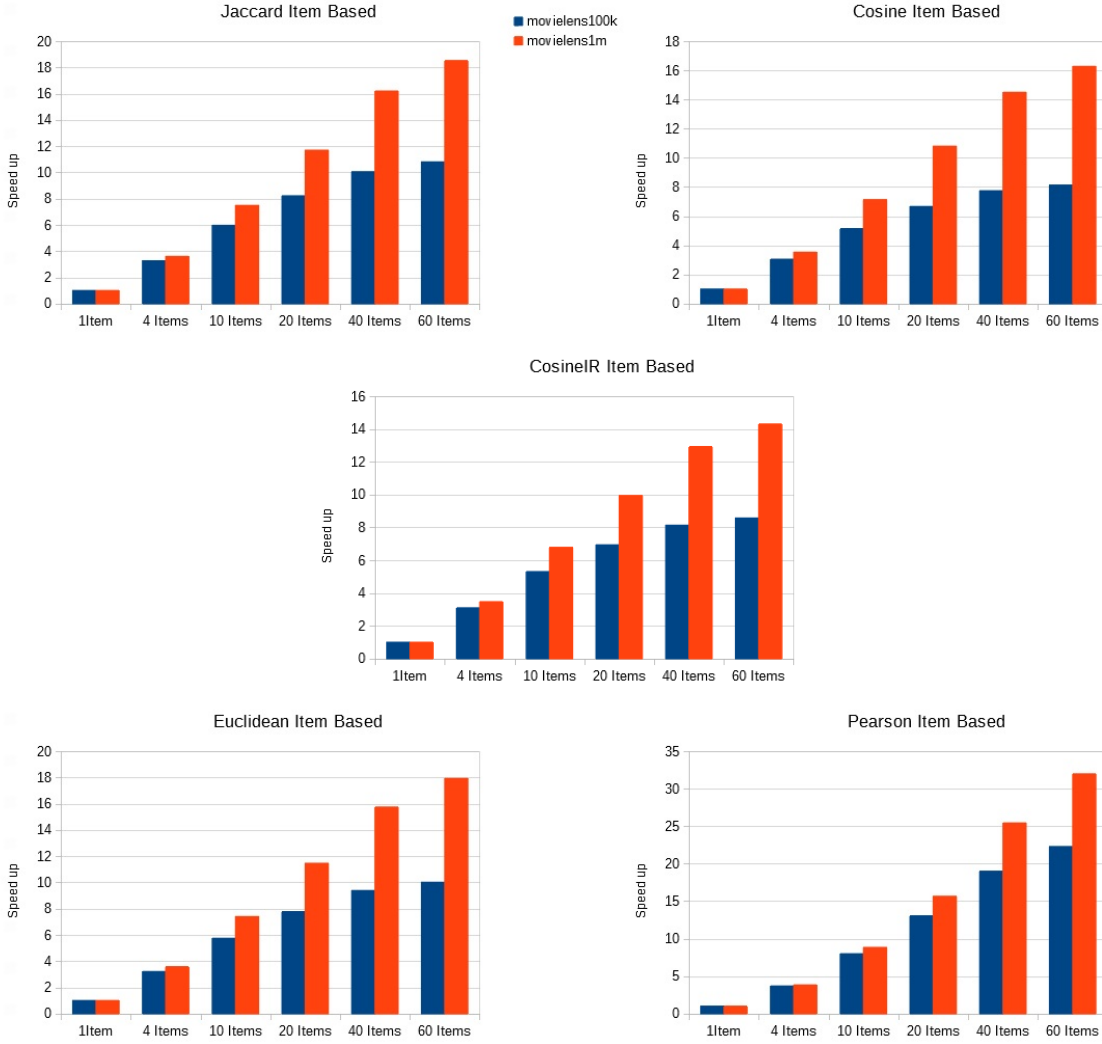 Jaccard Item Based
20
18
16
14
12
10
8
6
4
2
0
Speed up
1Item 4 Items 10 Items 20 Items 40 Items 60 Items
movielens100k
movielens1m
Cosine Item Based
18
16
14
12
10
8
6
4
2
0
Speed up
1Item 4 Items 10 Items 20 Items 40 Items 60 Items
CosineIR Item Based
16
14
12
10
8
6
4
2
0
Speed up
1Item 4 Items 10 Items 20 Items 40 Items 60 Items
Euclidean Item Based
20
18
16
14
12
10
8
6
4
2
0
Speed up
1Item 4 Items 10 Items 20 Items 40 Items 60 Items
Pearson Item Based
35
30
25
20
15
10
5
0
Speed up
1Item 4 Items 10 Items 20 Items 40 Items 60 Items